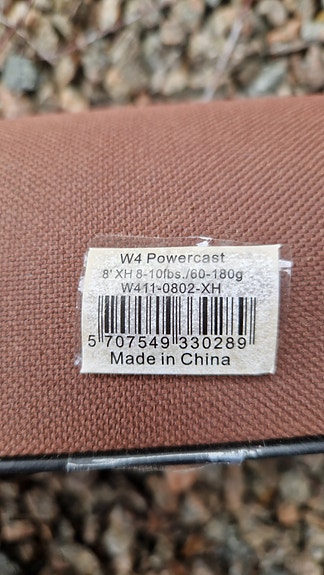 W4 Powercast
8' XH 8-10lbs./60-180g
W411-0802-XH
5 707549 330289
Made in China